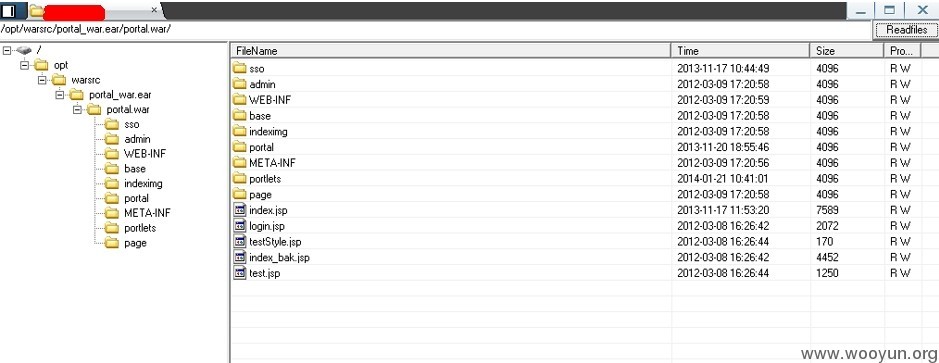 /opt/warsrc/portal_war.ear/portal.war/ Readfiles
FileName Time Size Pro...
/
opt
warsrc
portal_war.ear
portal.war
sso
admin
WEB-INF
base
indeximg
portal
META-INF
portlets
page
sso 2013-11-17 10:44:49 4096 R W
admin 2012-03-09 17:20:58 4096 R W
WEB-INF 2012-03-09 17:20:59 4096 R W
base 2012-03-09 17:20:58 4096 R W
indeximg 2012-03-09 17:20:58 4096 R W
portal 2013-11-20 18:55:46 4096 R W
META-INF 2012-03-09 17:20:56 4096 R W
portlets 2014-01-21 10:41:01 4096 R W
page 2012-03-09 17:20:58 4096 R W
index.jsp 2013-11-17 11:53:20 7589 R W
login.jsp 2012-03-08 16:26:42 2072 R W
testStyle.jsp 2012-03-08 16:26:44 170 R W
index_bak.jsp 2012-03-08 16:26:42 4452 R W
test.jsp 2012-03-08 16:26:44 1250 R W
www.wooyun.org